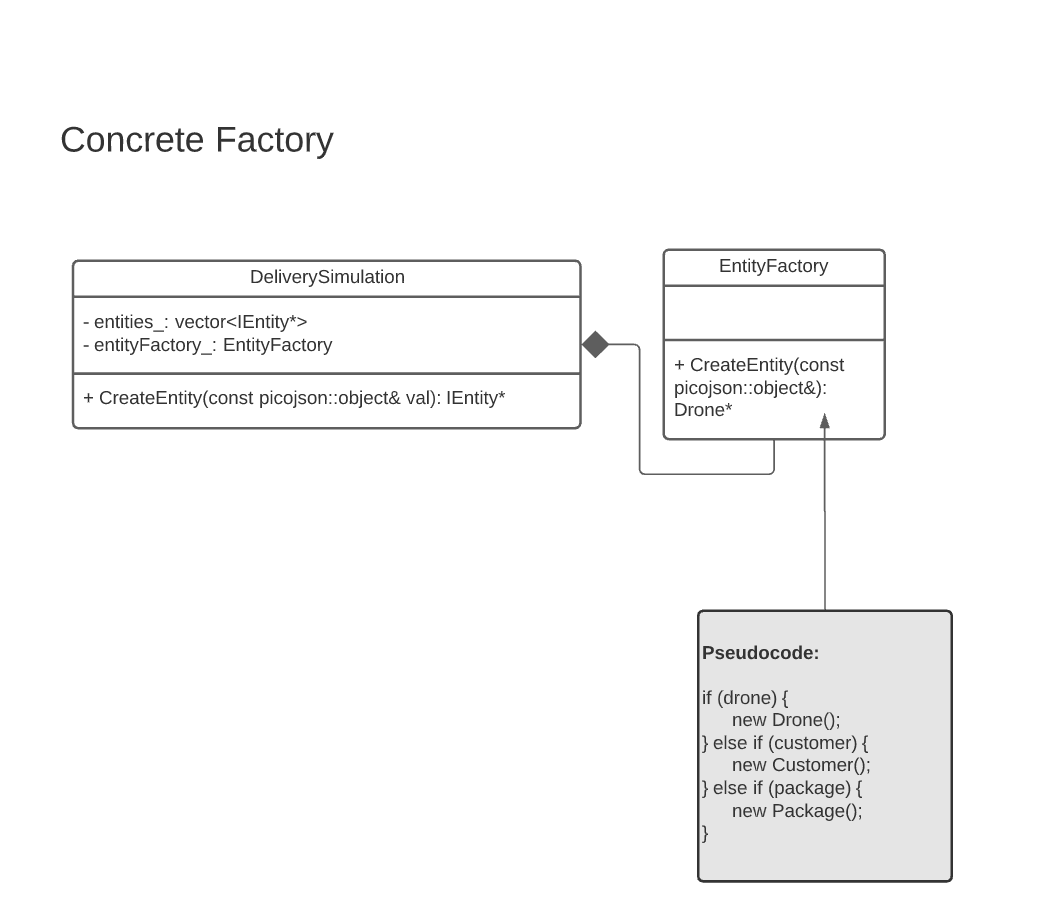 Concrete Factory
DeliverySimulation
- entities_: vector<IEntity*>
- entityFactory_: EntityFactory
+ CreateEntity(const picojson::object& val): IEntity*
EntityFactory
+ CreateEntity(const
picojson::object&):
Drone*
Pseudocode:
if (drone) {
new Drone();
} else if (customer) {
new Customer();
} else if (package) {
new Package();
}